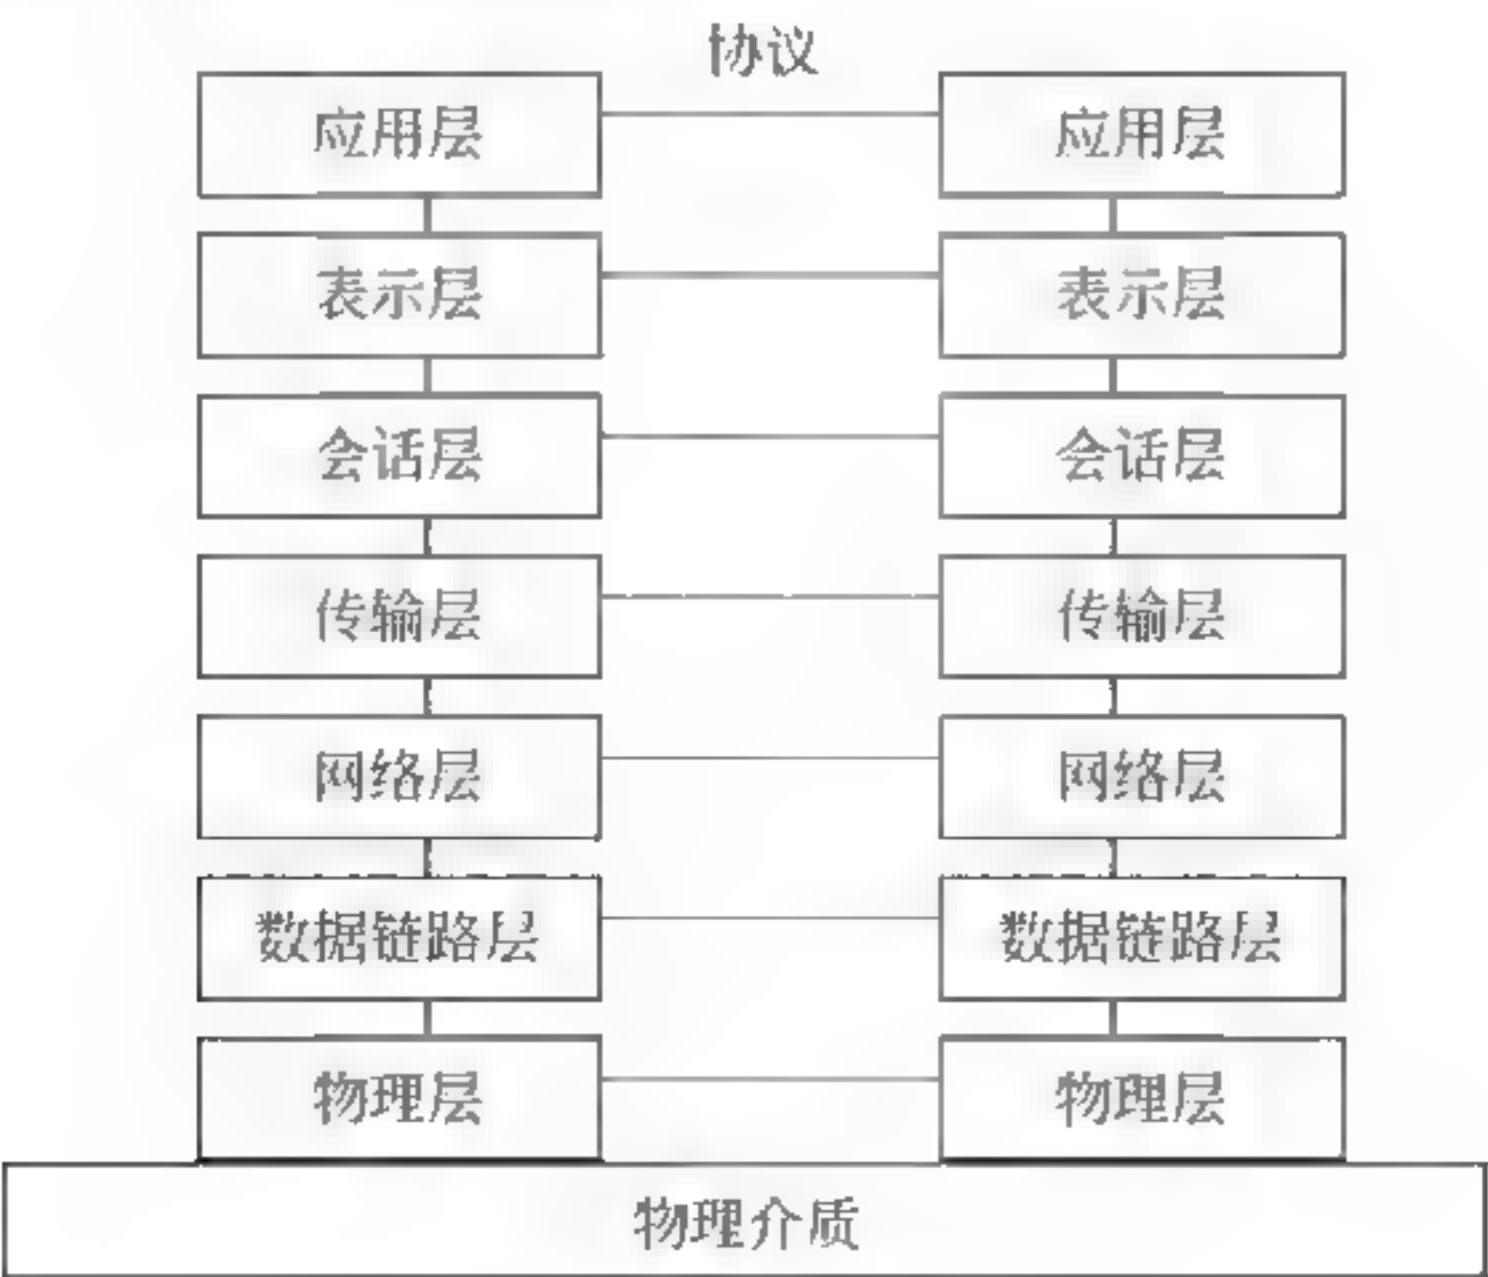 协议
应用层 应用层
表示层 表示层
会话层 会话层
传输层 传输层
网络层 网络层
数据链路层 数据链路层
物理层 物理层
物理介质